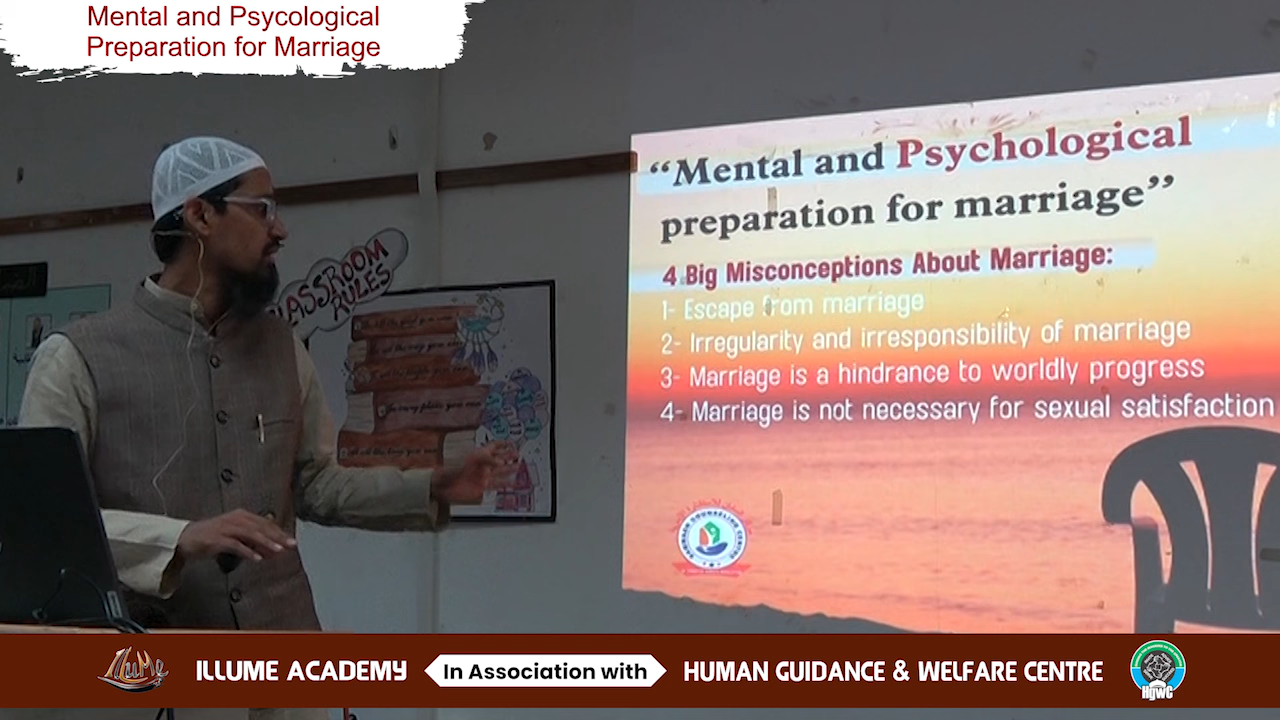 Mental and Psycological
Preparation for Marriage
“Mental and Psychological
preparation for marriage”
4 Big Misconceptions About Marriage:
1- Escape from marriage
2- Irregularity and irresponsibility of marriage
3- Marriage is a hindrance to worldly progress
4- Marriage is not necessary for sexual satisfaction
CLASSROOM
RULES
ILLUME ACADEMY
In Association with
HUMAN GUIDANCE & WELFARE CENTRE
HgWC